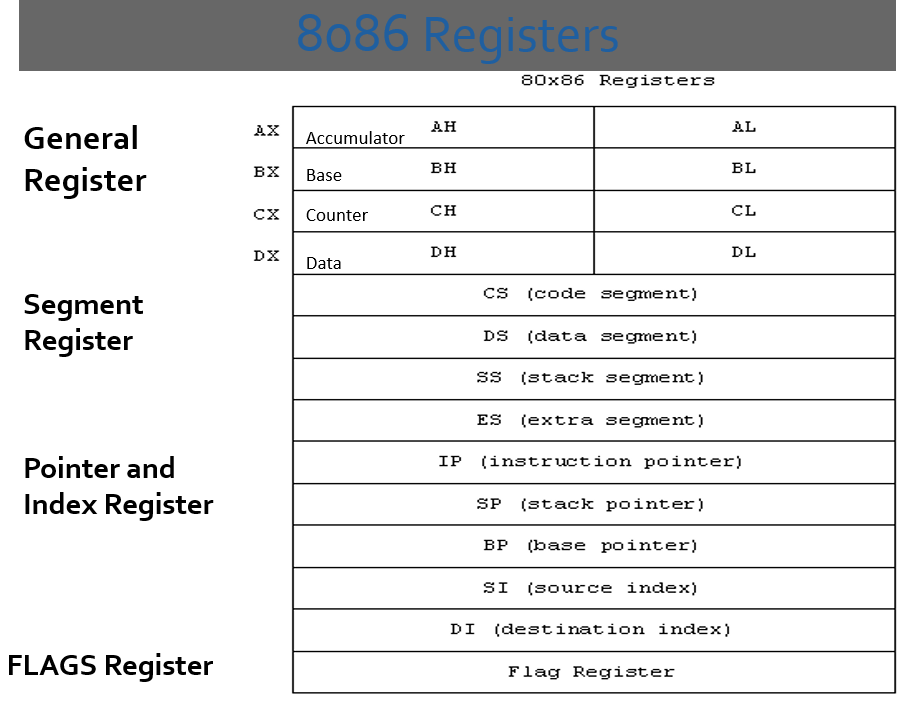 8086 Registers
80x86 Registers
General
Register
AX Accumulator AH AL
BX Base BH BL
CX Counter CH CL
DX Data DH DL
Segment
Register
CS (code segment)
DS (data segment)
SS (stack segment)
ES (extra segment)
Pointer and
Index Register
IP (instruction pointer)
SP (stack pointer)
BP (base pointer)
SI (source index)
DI (destination index)
FLAGS Register
Flag Register